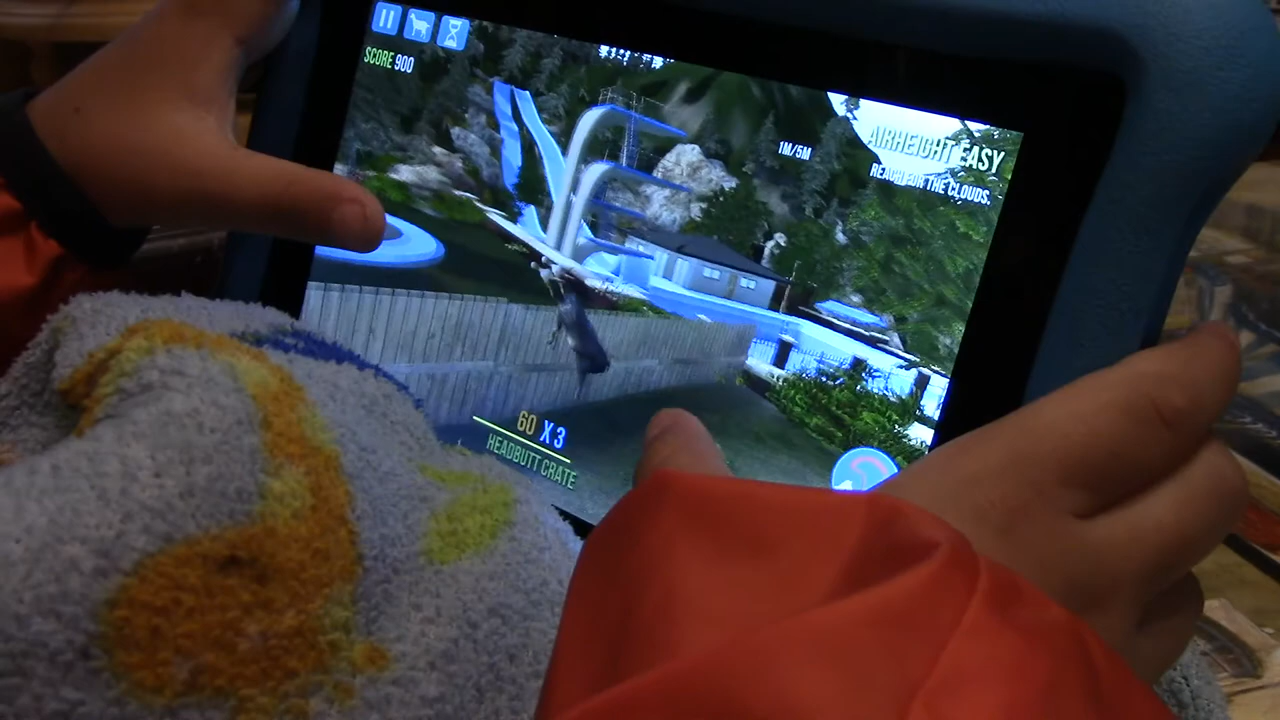 SCORE 900
1M/5M
AIRHEIGHT EASY
REACH FOR THE CLOUDS.
60 X 3
HEADBUTT CRATE